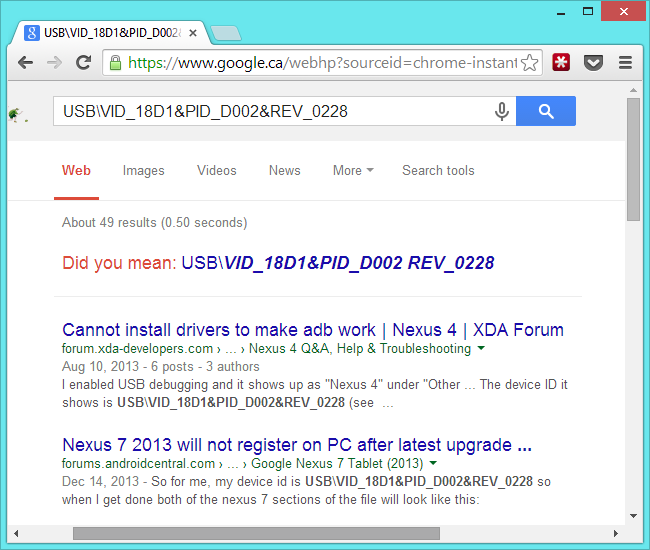 USB\VID_18D1&PID_D002&
https://www.google.ca/webhp?sourceid=chrome-instant
USB\VID_18D1&PID_D002&REV_0228
Web Images Videos News More Search tools
About 49 results (0.50 seconds)
Did you mean: USB\VID_18D1&PID_D002 REV_0228
Cannot install drivers to make adb work | Nexus 4 | XDA Forum
forum.xda-developers.com › ... › Nexus 4 Q&A, Help & Troubleshooting
Aug 10, 2013 - 6 posts - 3 authors
I enabled USB debugging and it shows up as "Nexus 4" under "Other ... The device ID it
shows is USB\VID_18D1&PID_D002&REV_0228 (see ...
Nexus 7 2013 will not register on PC after latest upgrade ...
forums.androidcentral.com › ... › Google Nexus 7 Tablet (2013)
Dec 14, 2013 - So for me, my device id is USB\VID_18D1&PID_D002&REV_0228 so
when I get done both of the nexus 7 sections of the file will look like this: